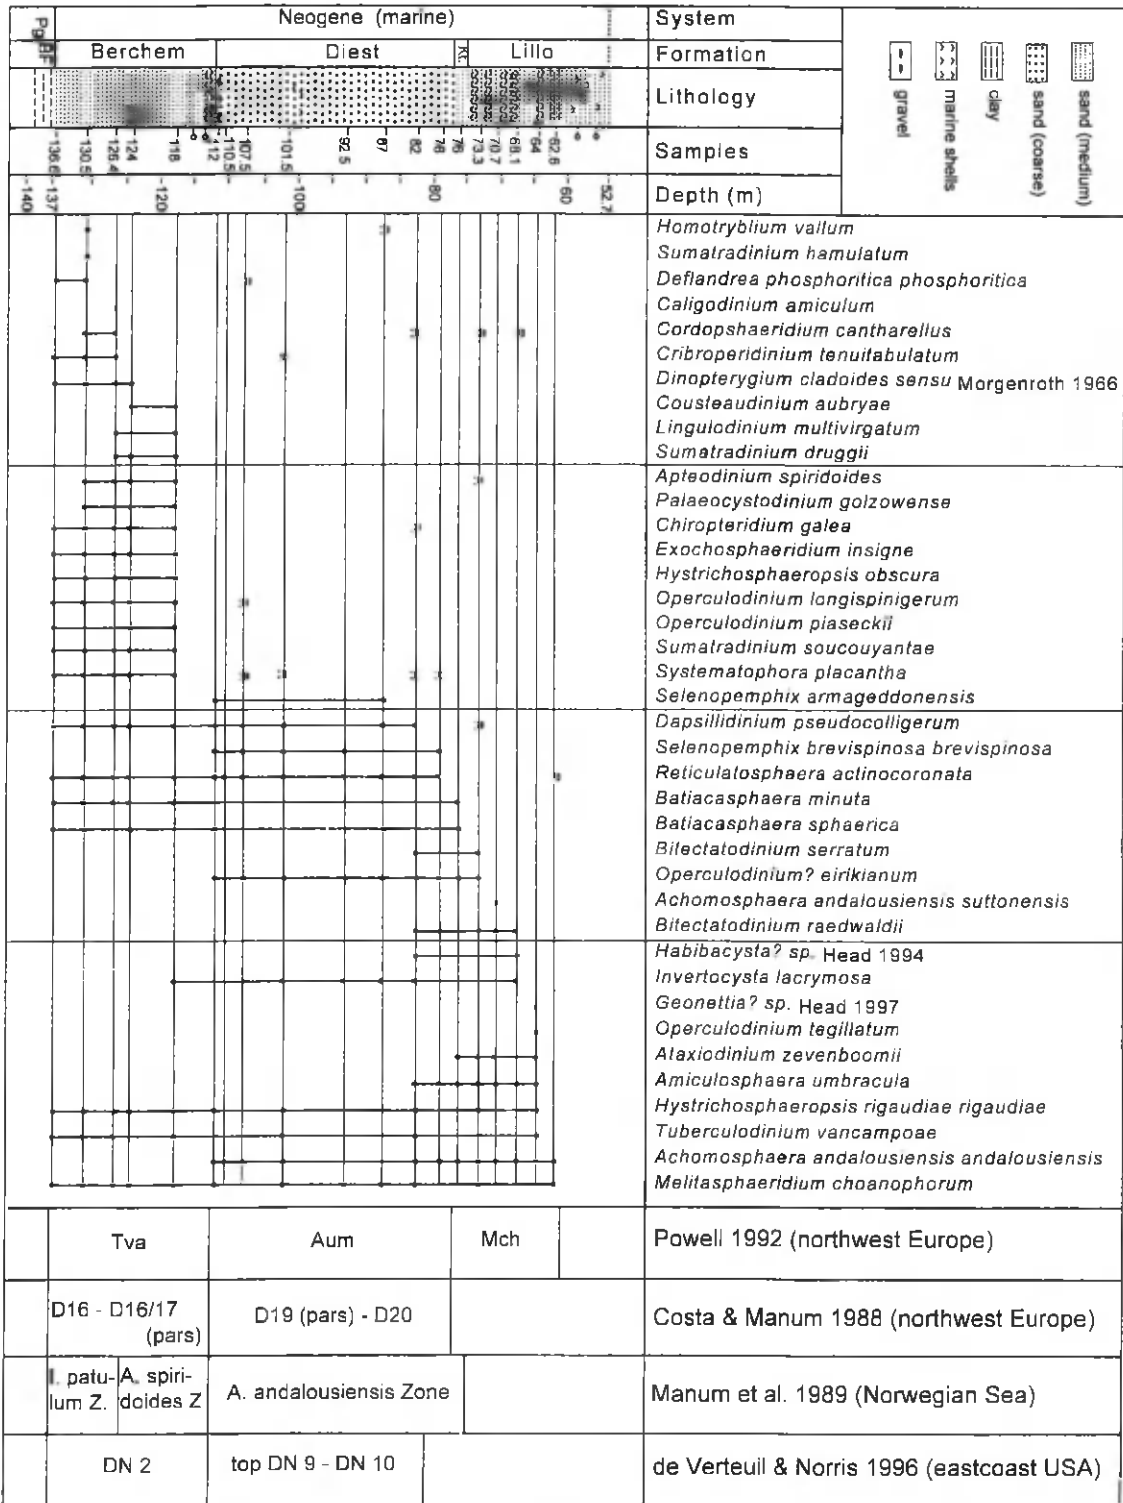 Neogene (marine)
System
Pg
BF
Berchem
Diest
Kt
Lillo
Formation
Lithology
Samples
136.6
130.5
126.4
124
118
112
110.5
107.5
101.5
92.5
87
82
76
76
73.3
70.7
68.1
64
62.6
Depth (m)
140
137
120
100
80
60
52.7
gravel
marine shells
clay
sand (coarse)
sand (medium)
Homotryblium vallum
Sumatradinium hamulatum
Deflandrea phosphoritica phosphoritica
Caligodinium amiculum
Cordopshaeridium cantharellus
Cribroperidinium tenuitabulatum
Dinopterygium cladoides sensu Morgenroth 1966
Cousteaudinium aubryae
Lingulodinium multivirgatum
Sumatradinium druggii
Apteodinium spiridoides
Palaeocystodinium golzowense
Chiropteridium galea
Exochosphaeridium insigne
Hystrichosphaeropsis obscura
Operculodinium longispinigerum
Operculodinium piaseckii
Sumatradinium soucouyantae
Systematophora placantha
Selenopemphix armageddonensis
Dapsillidinium pseudocolligerum
Selenopemphix brevispinosa brevispinosa
Reticulatosphaera actinocoronata
Batiacasphaera minuta
Batiacasphaera sphaerica
Bitectatodinium serratum
Operculodinium? eirikianum
Achomosphaera andalousiensis suttonensis
Bitectatodinium raedwaldii
Habibacysta? sp. Head 1994
Invertocysta lacrymosa
Geonettia? sp. Head 1997
Operculodinium tegillatum
Ataxiodinium zevenboomii
Amiculosphaera umbracula
Hystrichosphaeropsis rigaudiae rigaudiae
Tuberculodinium vancampoae
Achomosphaera andalousiensis andalousiensis
Melitasphaeridium choanophorum
Tva
Aum
Mch
Powell 1992 (northwest Europe)
D16 - D16/17
(pars)
D19 (pars) - D20
Costa & Manum 1988 (northwest Europe)
I. patu-
lum Z.
A. spiri-
doides Z
A. andalousiensis Zone
Manum et al. 1989 (Norwegian Sea)
DN 2
top DN 9 - DN 10
de Verteuil & Norris 1996 (eastcoast USA)